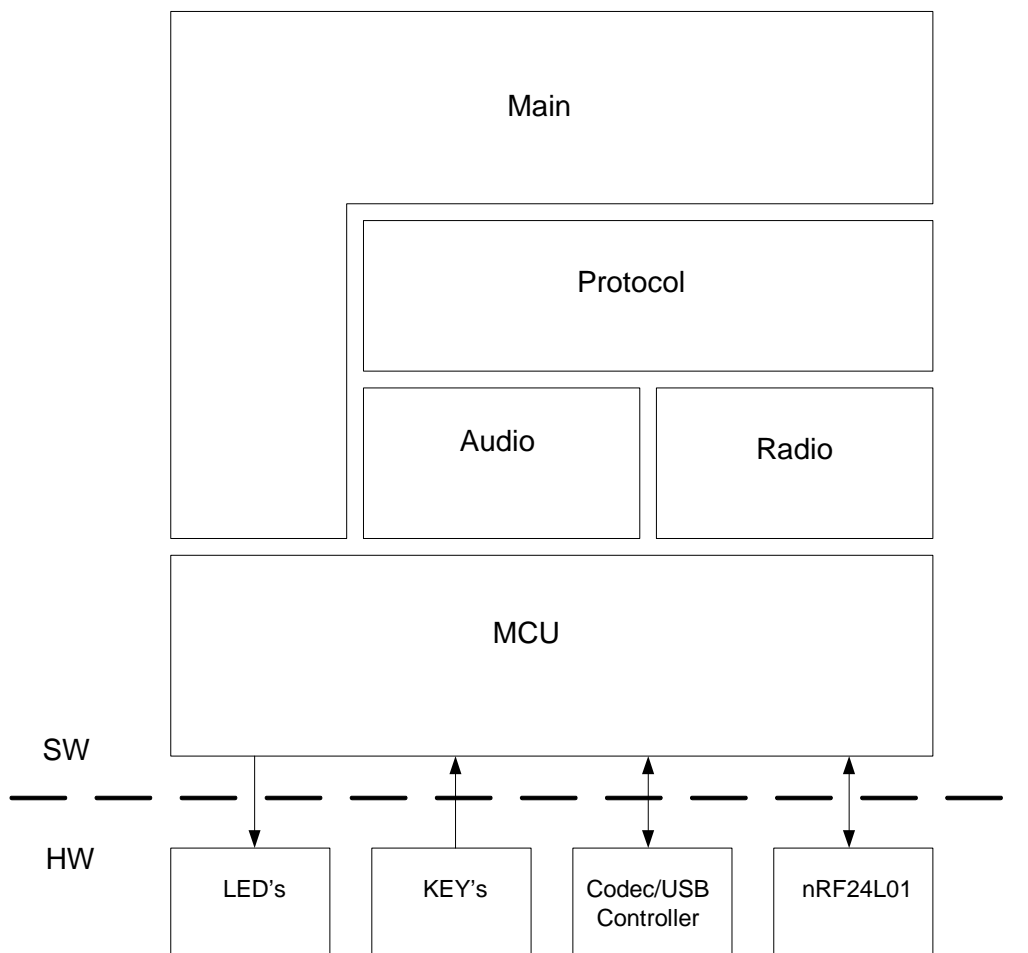 Main
Protocol
Audio
Radio
MCU
SW
HW
LED's
KEY's
Codec/USB
Controller
nRF24L01